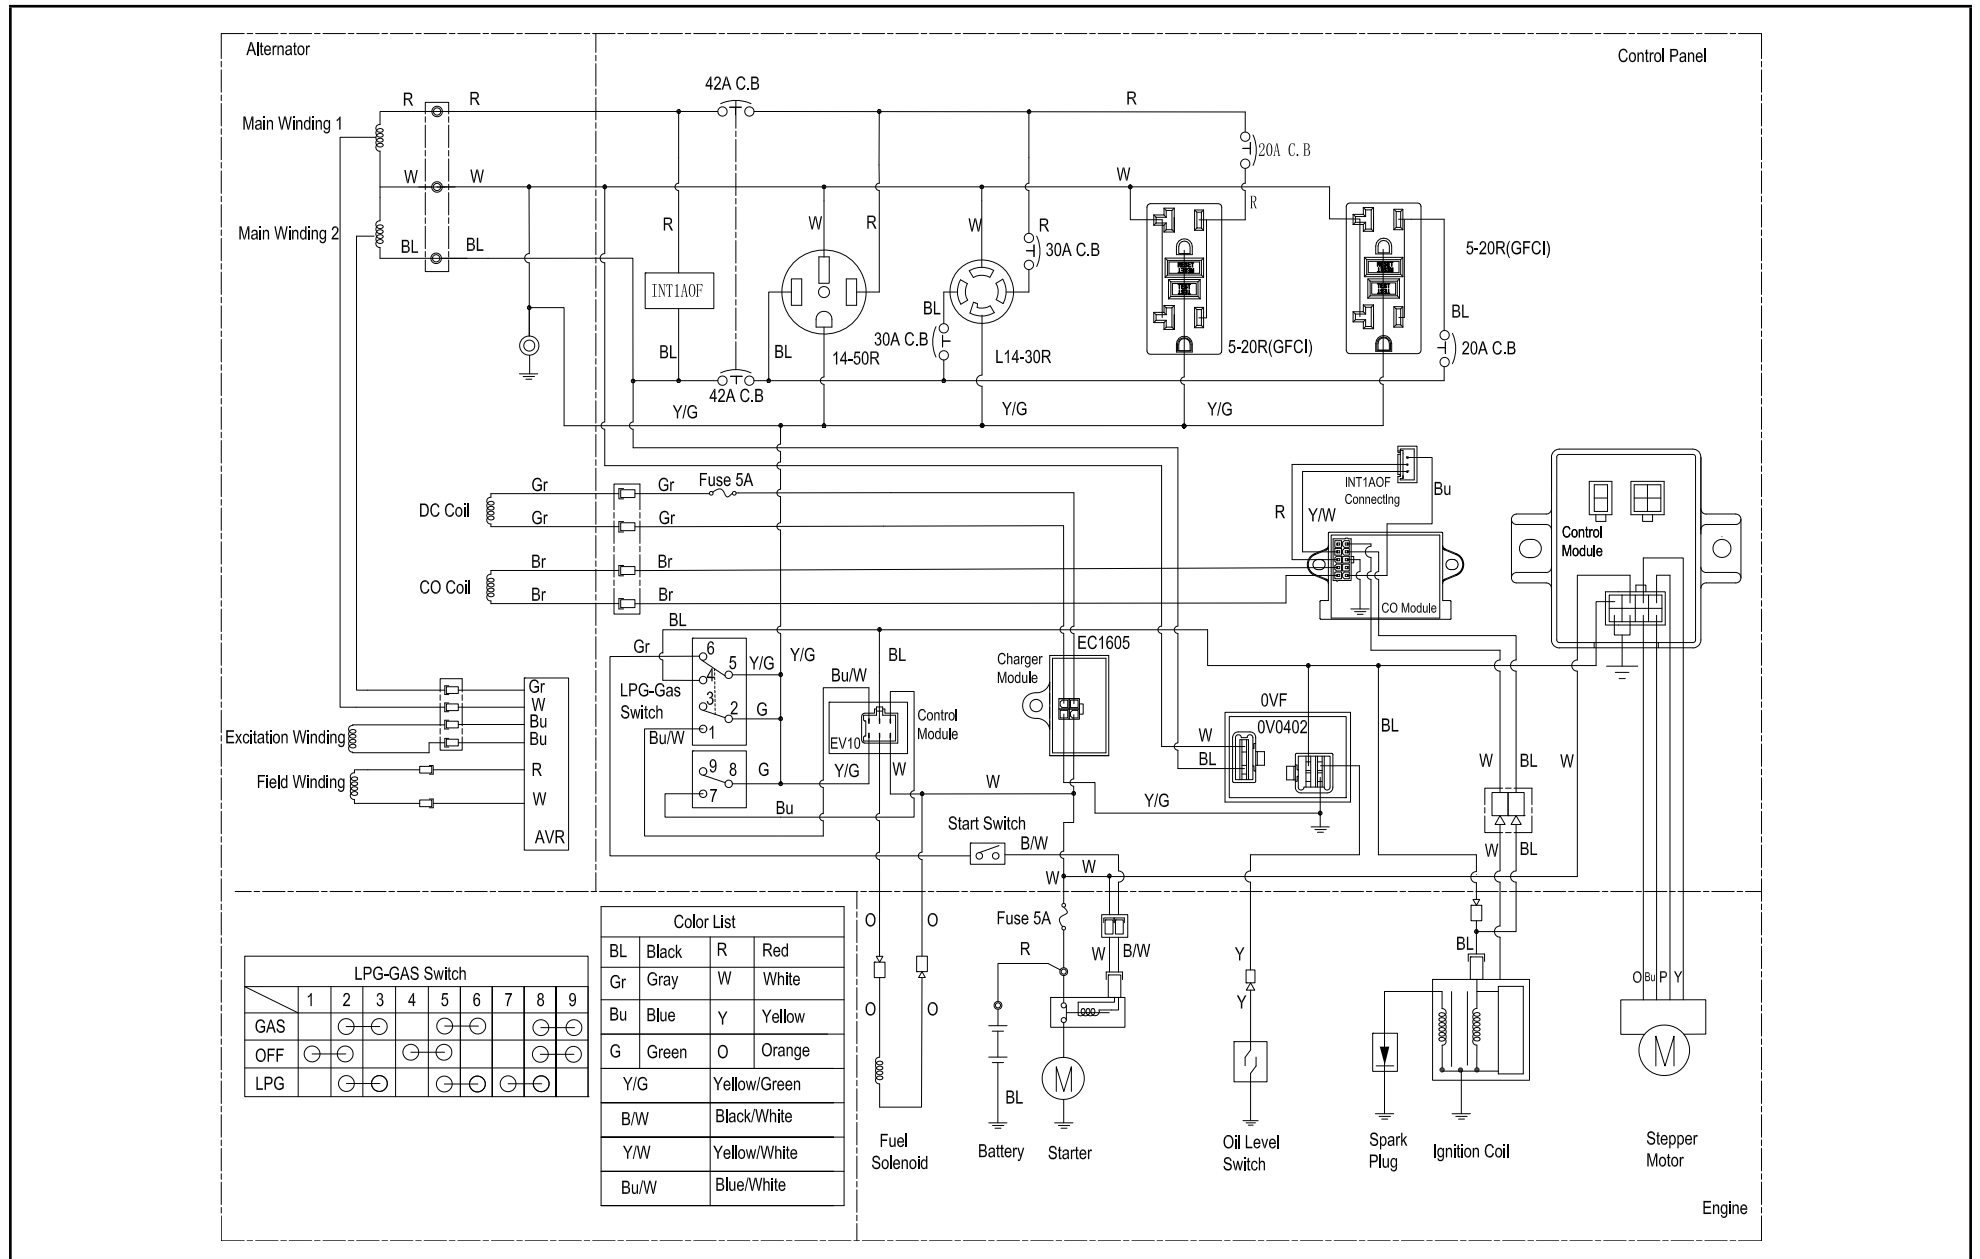 Alternator
Control Panel
42A C.B
R
R
R
Main Winding 1
20A C.B
W
W
W
R
R
W
R
W
R
Main Winding 2
BL
BL
30A C.B
5-20R(GFCI)
INT1AOF
RESET
TEST
RESET
TEST
BL
BL
30A C.B
BL
BL
14-50R
L14-30R
5-20R(GFCI)
20A C.B
42A C.B
Y/G
Y/G
Y/G
Gr
Gr
Fuse 5A
INT1AOF
Connecting
Bu
DC Coil
Gr
Gr
R
Y/W
Control
Module
Br
Br
CO Coil
Br
Br
CO Module
BL
Gr
6
5
4
Y/G
Y/G
BL
Charger
Module
EC1605
LPG-Gas
Switch
Bu/W
3
2
1
G
Control
Module
EV10
0VF
0V0402
BL
Gr
W
Bu
Bu
Excitation Winding
Bu/W
W
BL
W
BL
W
Field Winding
R
W
9
8
7
G
Y/G
W
W
Bu
Y/G
AVR
Start Switch
B/W
W
BL
W
W
Color List
BL
Black
R
Red
Gr
Gray
W
White
Bu
Blue
Y
Yellow
G
Green
O
Orange
Y/G
Yellow/Green
B/W
Black/White
Y/W
Yellow/White
Bu/W
Blue/White
LPG-GAS Switch
1 2 3 4 5 6 7 8 9
GAS
OFF
LPG
O
O
O
O
Fuse 5A
R
W
B/W
Y
Y
BL
O Bu P Y
M
M
BL
Fuel
Solenoid
Battery
Starter
Oil Level
Switch
Spark
Plug
Ignition Coil
Stepper
Motor
Engine